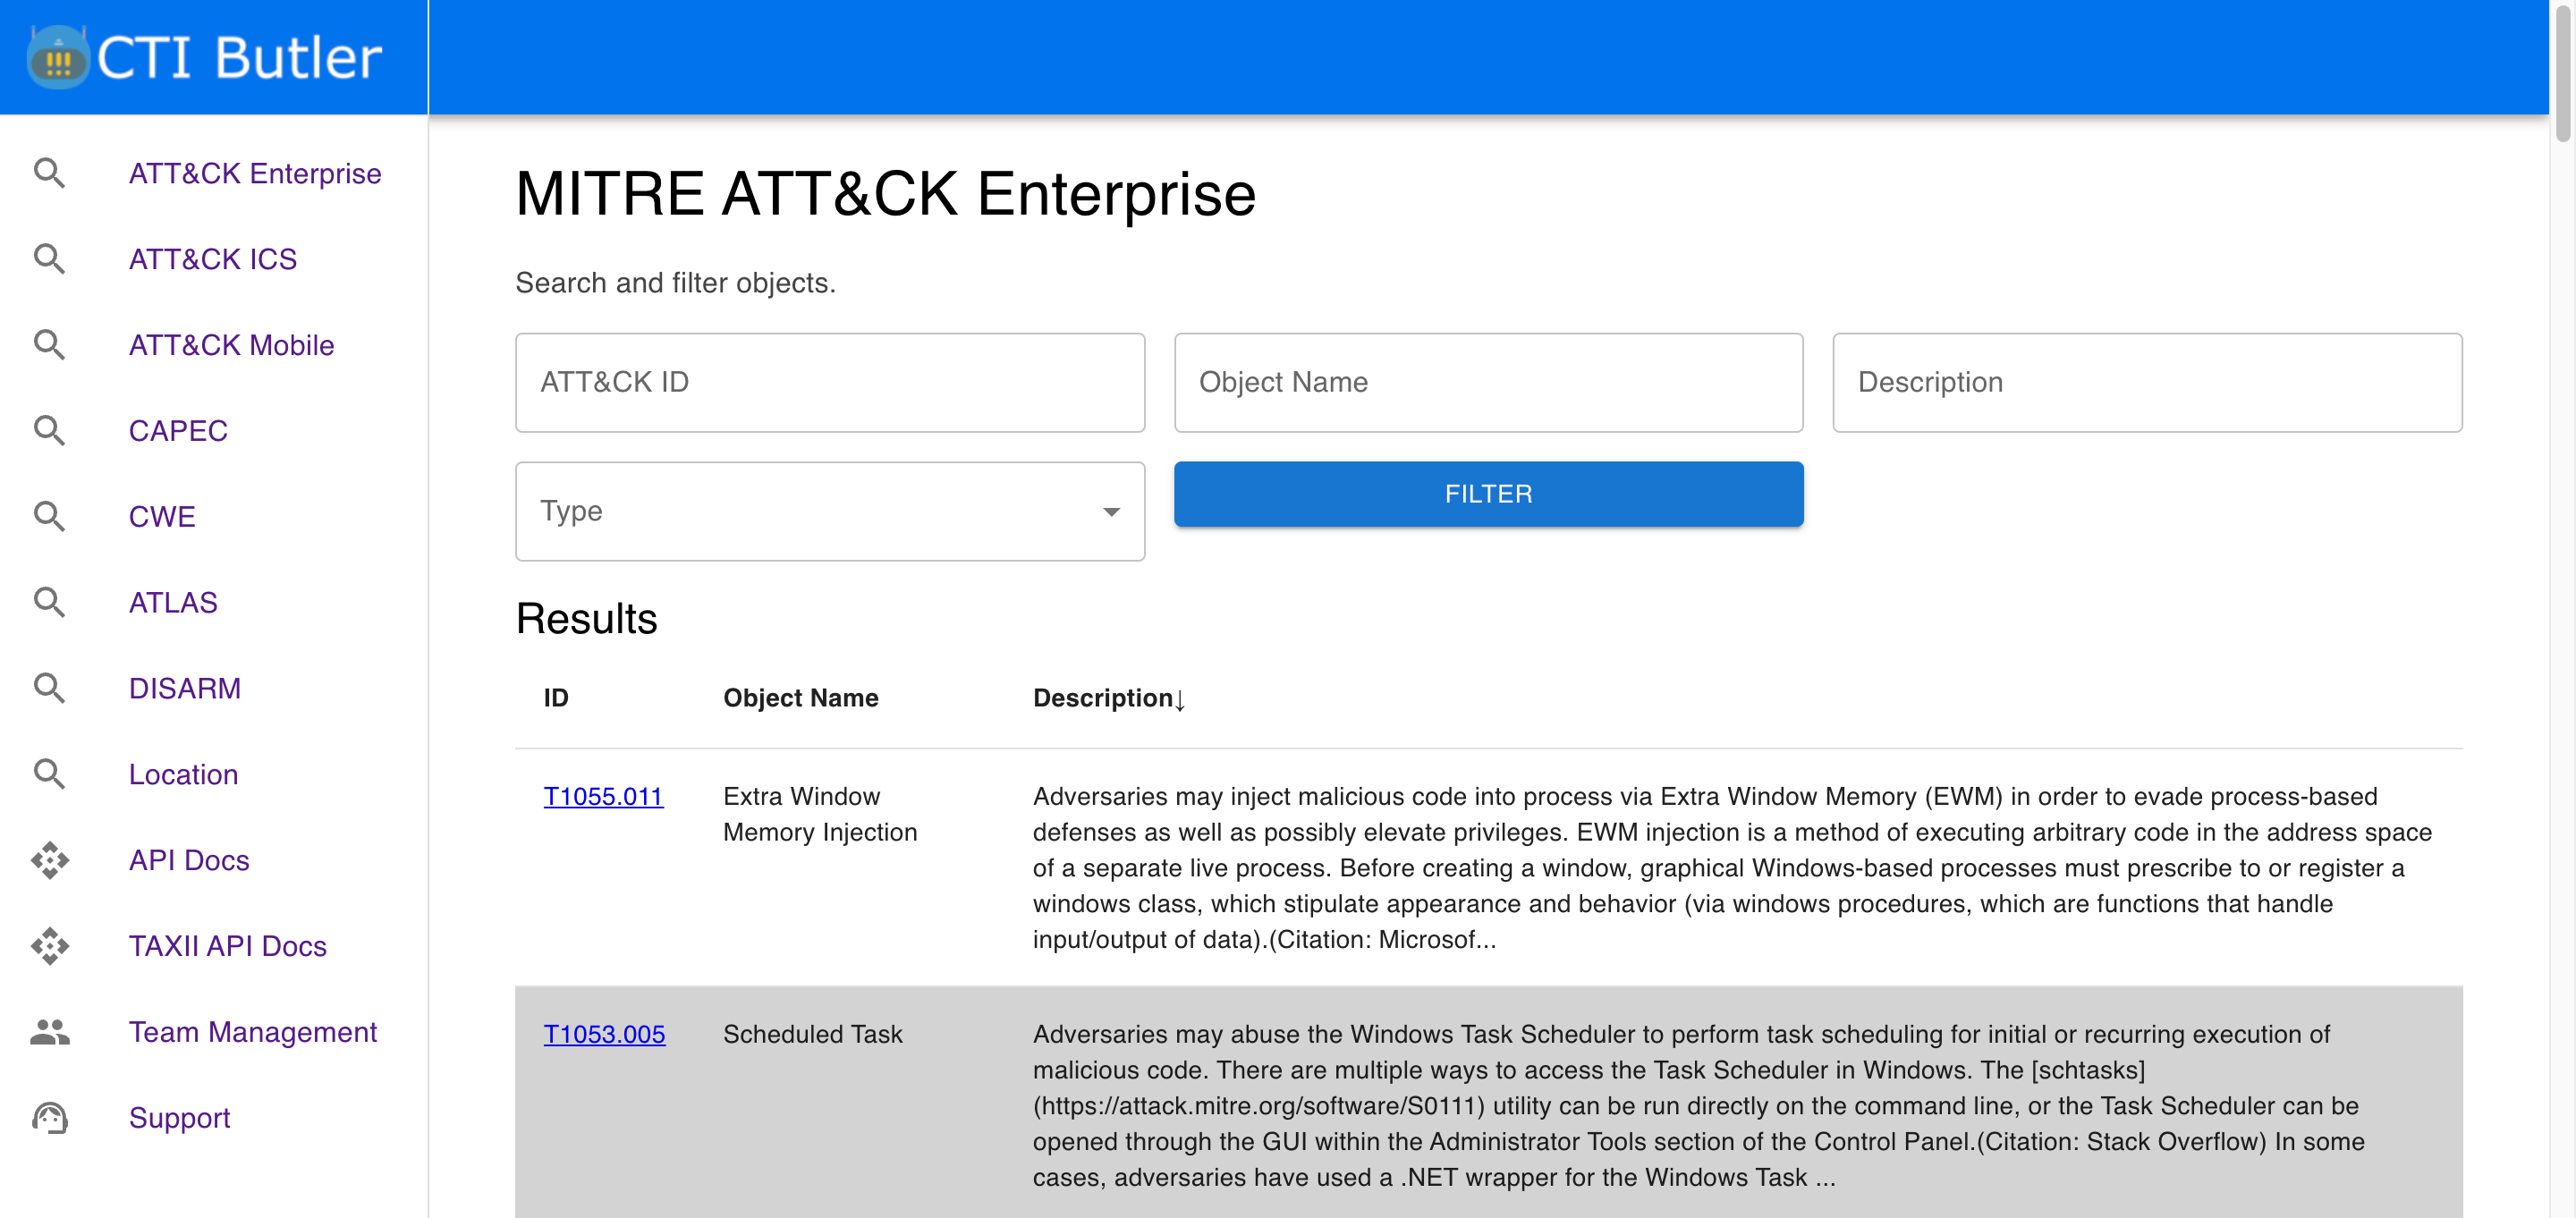 CTI Butler
ATT&CK Enterprise
ATT&CK ICS
ATT&CK Mobile
CAPEC
CWE
ATLAS
DISARM
Location
API Docs
TAXII API Docs
Team Management
Support
MITRE ATT&CK Enterprise
Search and filter objects.
ATT&CK ID
Object Name
Description
Type
FILTER
Results
ID Object Name Description↓
T1055.011
Extra Window
Memory Injection
Adversaries may inject malicious code into process via Extra Window Memory (EWM) in order to evade process-based
defenses as well as possibly elevate privileges. EWM injection is a method of executing arbitrary code in the address space
of a separate live process. Before creating a window, graphical Windows-based processes must prescribe to or register a
windows class, which stipulate appearance and behavior (via windows procedures, which are functions that handle
input/output of data).(Citation: Microsof...
T1053.005
Scheduled Task
Adversaries may abuse the Windows Task Scheduler to perform task scheduling for initial or recurring execution of
malicious code. There are multiple ways to access the Task Scheduler in Windows. The [schtasks]
(https://attack.mitre.org/software/S0111) utility can be run directly on the command line, or the Task Scheduler can be
opened through the GUI within the Administrator Tools section of the Control Panel.(Citation: Stack Overflow) In some
cases, adversaries have used a .NET wrapper for the Windows Task ...